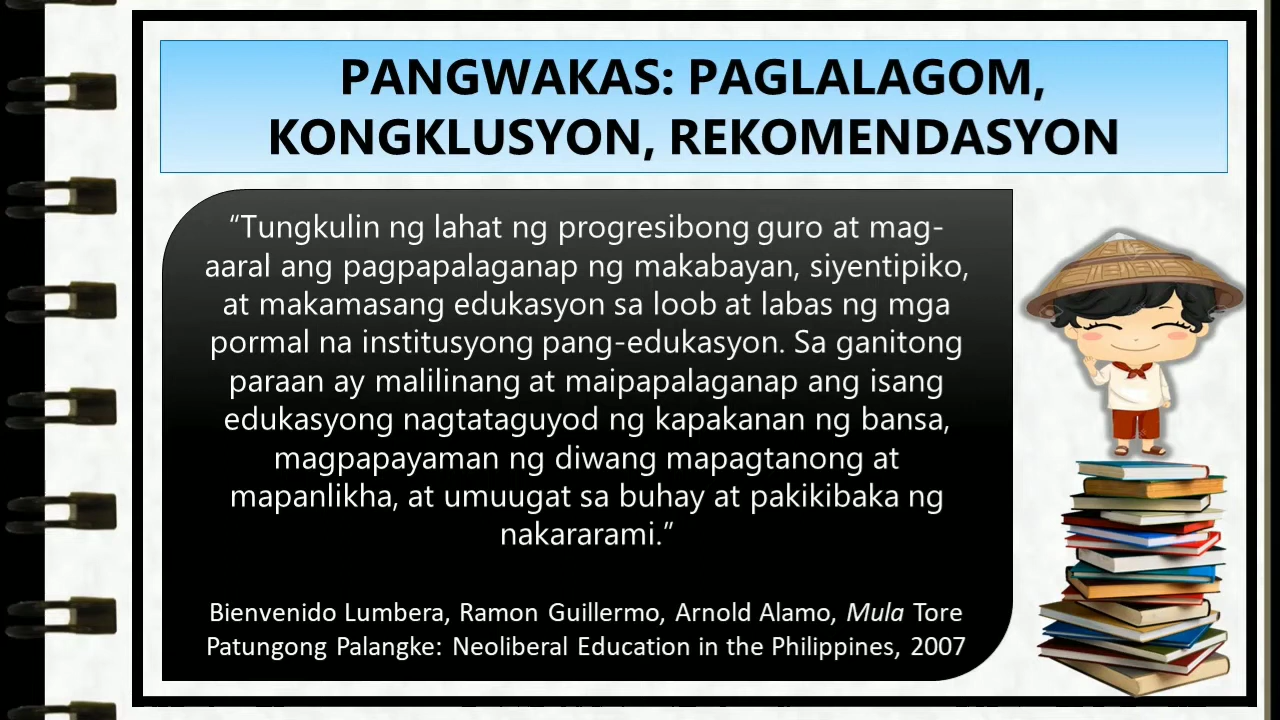 PANGWAKAS: PAGLALAGOM,
KONGKLUSYON, REKOMENDASYON
“Tungkulin ng lahat ng progresibong guro at mag-
aaral ang pagpapalaganap ng makabayan, siyentipiko,
at makamasang edukasyon sa loob at labas ng mga
pormal na institusyong pang-edukasyon. Sa ganitong
paraan ay malilinang at maipapalaganap ang isang
edukasyong nagtataguyod ng kapakanan ng bansa,
magpapayaman ng diwang mapagtanong at
mapanlikha, at umuugat sa buhay at pakikibaka ng
nakararami.”
Bienvenido Lumbera, Ramon Guillermo, Arnold Alamo, Mula Tore
Patungong Palangke: Neoliberal Education in the Philippines, 2007